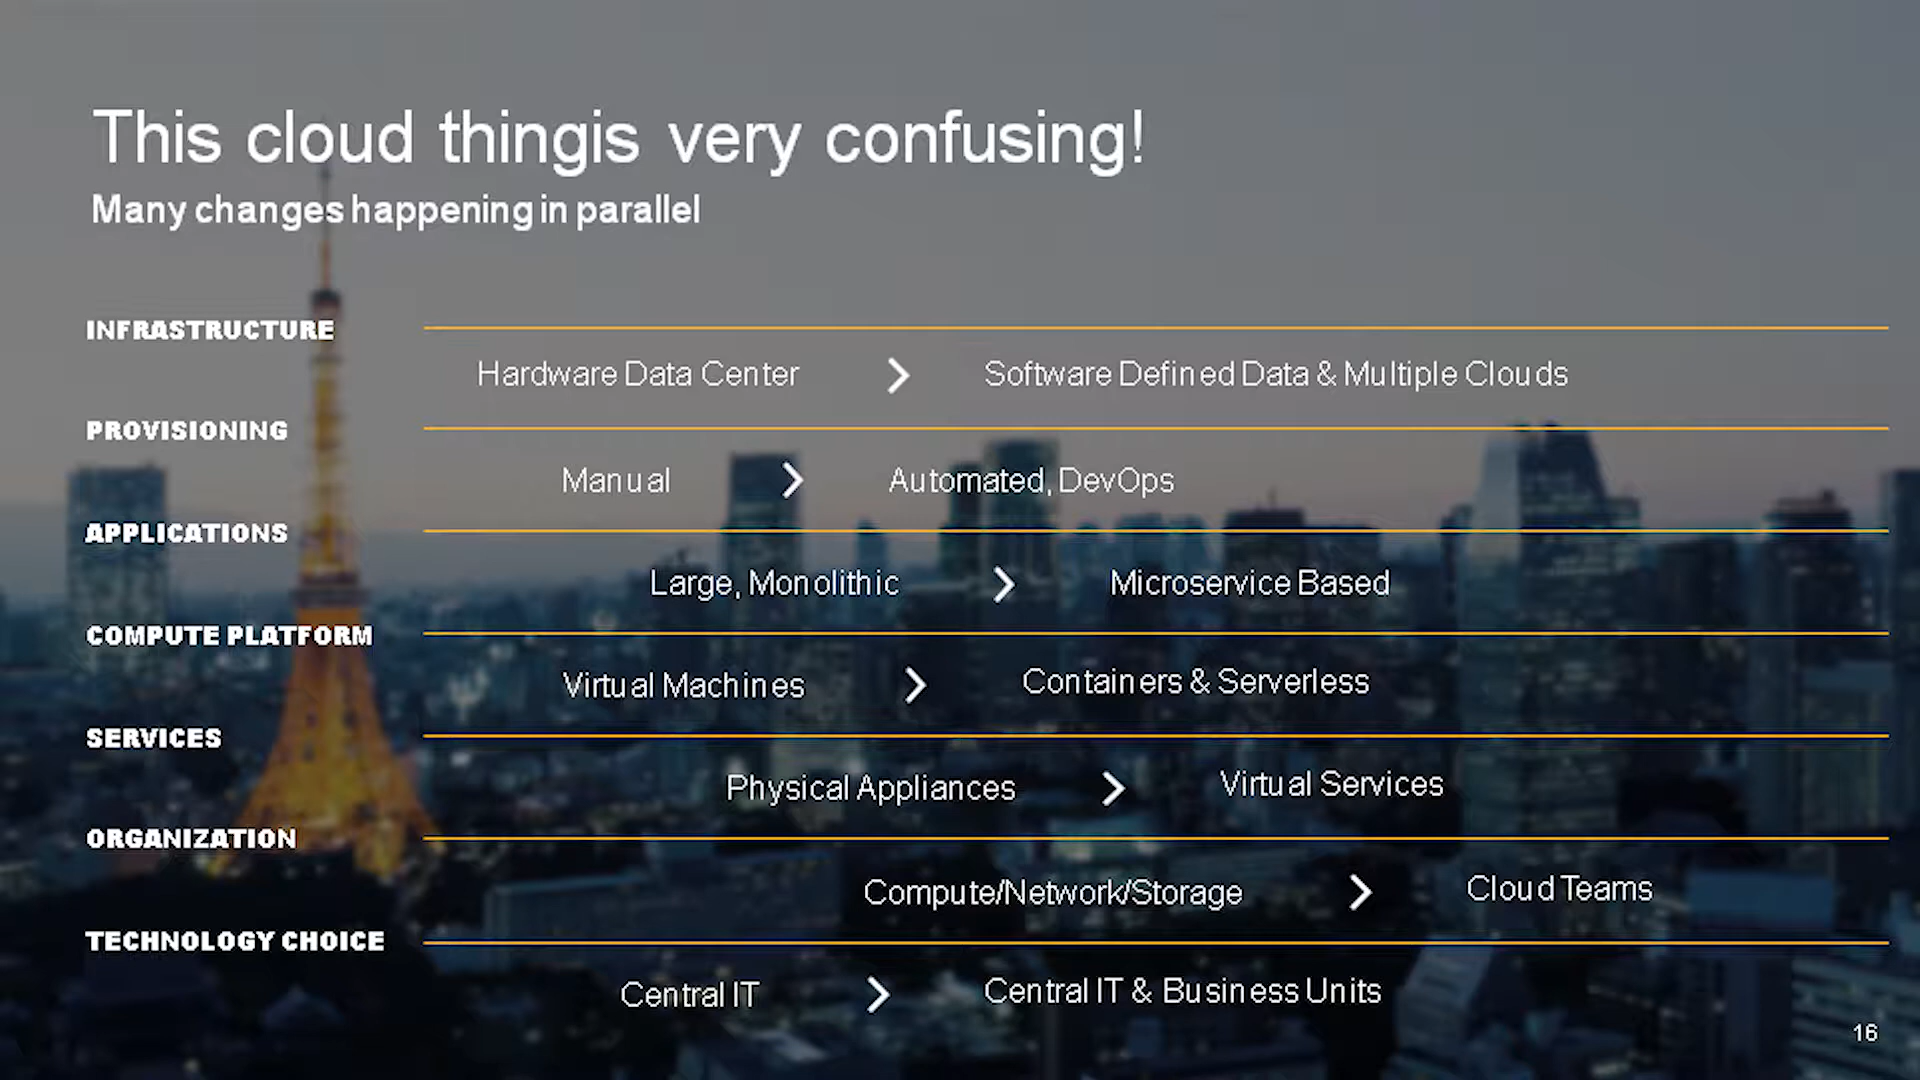 This cloud thingis very confusing!
Many changes happening in parallel
INFRASTRUCTURE
Hardware Data Center > Software Defined Data & Multiple Clouds
PROVISIONING
Manual > Automated, DevOps
APPLICATIONS
Large, Monolithic > Microservice Based
COMPUTE PLATFORM
Virtual Machines > Containers & Serverless
SERVICES
Physical Appliances > Virtual Services
ORGANIZATION
Compute/Network/Storage > Cloud Teams
TECHNOLOGY CHOICE
Central IT > Central IT & Business Units
16